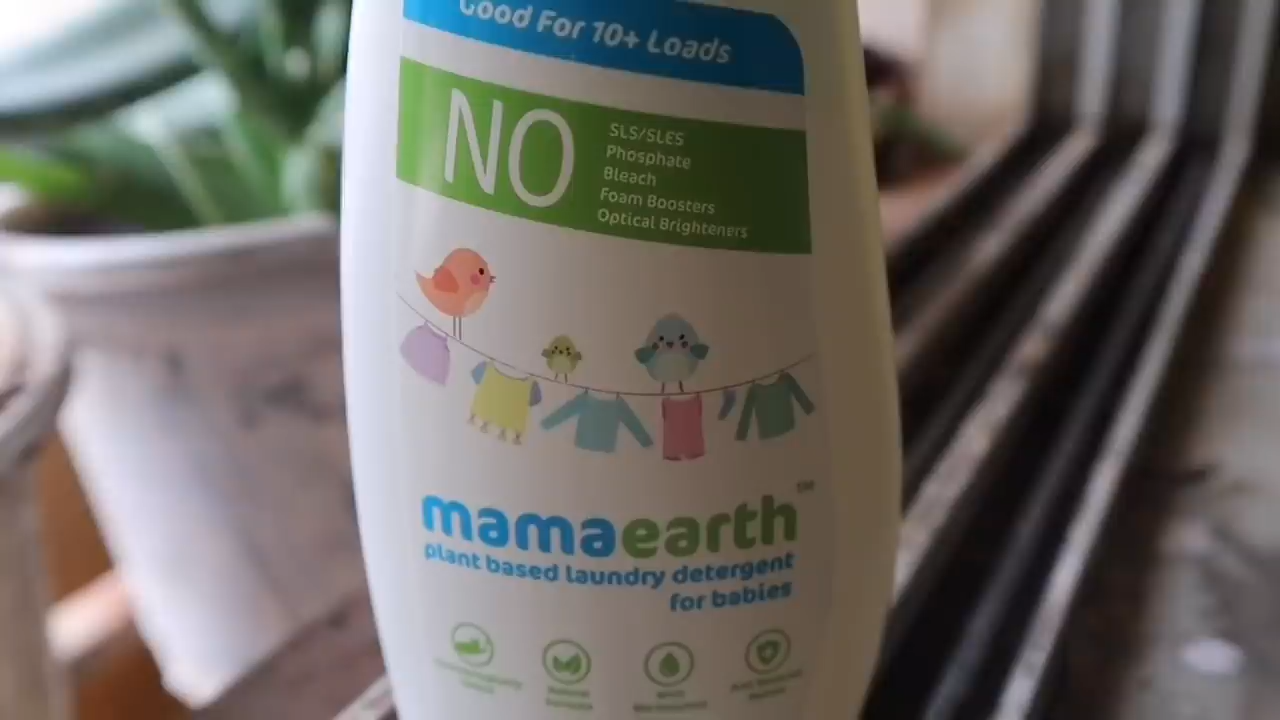 Good For 10+ Loads
NO
SLS/SLES
Phosphate
Bleach
Foam Boosters
Optical Brighteners
mamaearth™
plant based laundry detergent
for babies